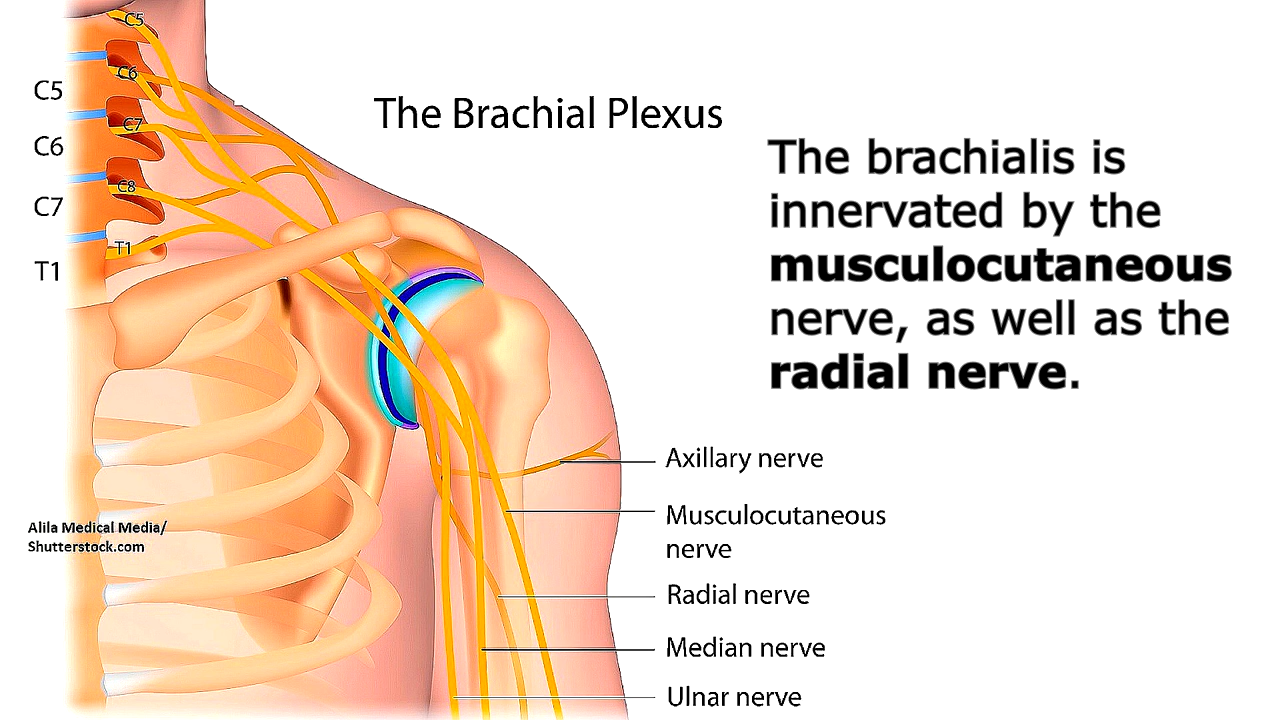 C5
C6
C7
C8
T1
C5
C6
C7
T1
The Brachial Plexus
The brachialis is
innervated by the
musculocutaneous
nerve, as well as the
radial nerve.
Axillary nerve
Musculocutaneous
nerve
Radial nerve
Median nerve
Ulnar nerve
Alila Medical Media/
Shutterstock.com